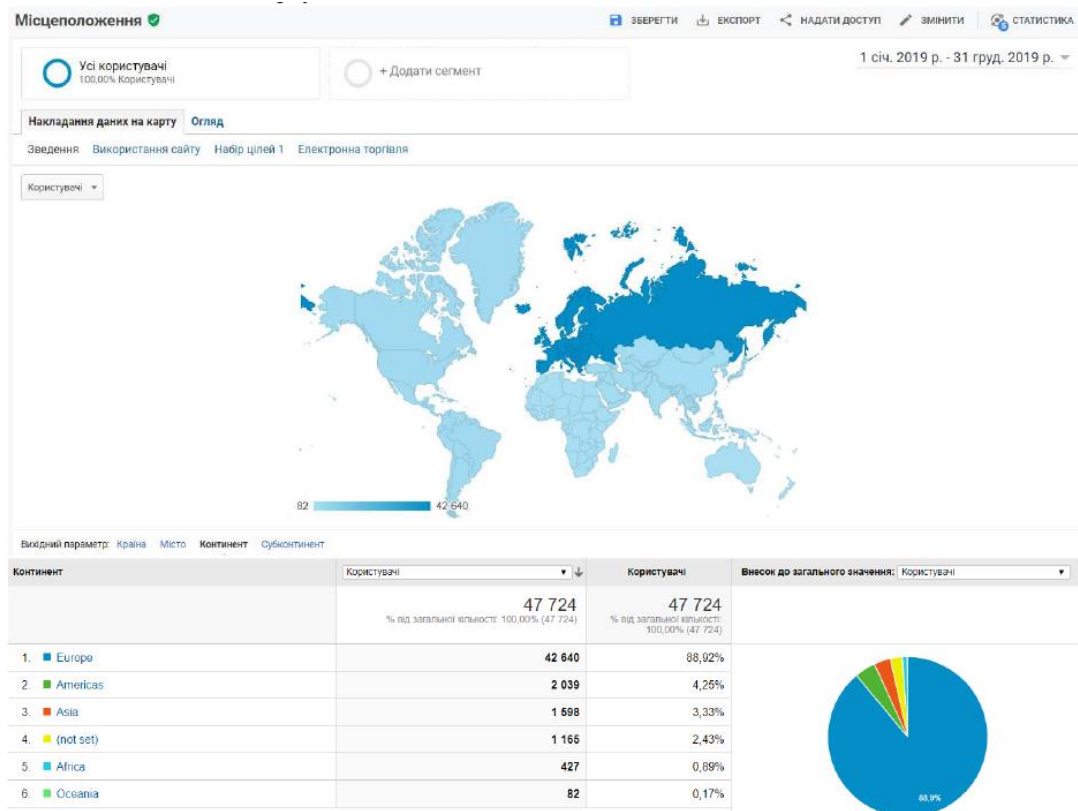 Місцеположення
ЗБЕРЕГТИ ЕКСПОРТ НАДАТИ ДОСТУП ЗМІНИТИ СТАТИСТИКА
Усі користувачі
100,00% Користувачі
+ Додати сегмент
1 січ. 2019 р. - 31 груд. 2019 р.
Накладання даних на карту Огляд
Зведення Використання сайту Набір цілей 1 Електронна торгівля
Користувачі
82 42 640
Вихідний параметр: Країна Місто Континент Субконтинент
Континент Користувачі Користувачі Внесок до загального значення: Користувачі
47 724 47 724
% від загальної кількості: 100,00% (47 724) % від загальної кількості:
100,00% (47 724)
1. Europe 42 640 88,92%
2. Americas 2 039 4,25%
3. Asia 1 598 3,33%
4. (not set) 1 165 2,43%
5. Africa 427 0,89%
6. Oceania 82 0,17%
88,9%